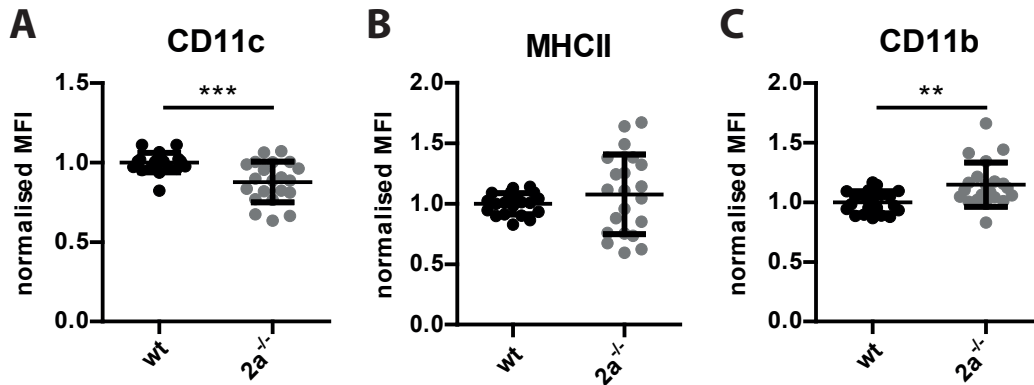 A
CD11c
normalised MFI
1.5
1.0
0.5
0.0
***
wt
2a-/-
B
MHCII
normalised MFI
2.0
1.5
1.0
0.5
0.0
wt
2a-/-
C
CD11b
normalised MFI
2.0
1.5
1.0
0.5
0.0
**
wt
2a-/-